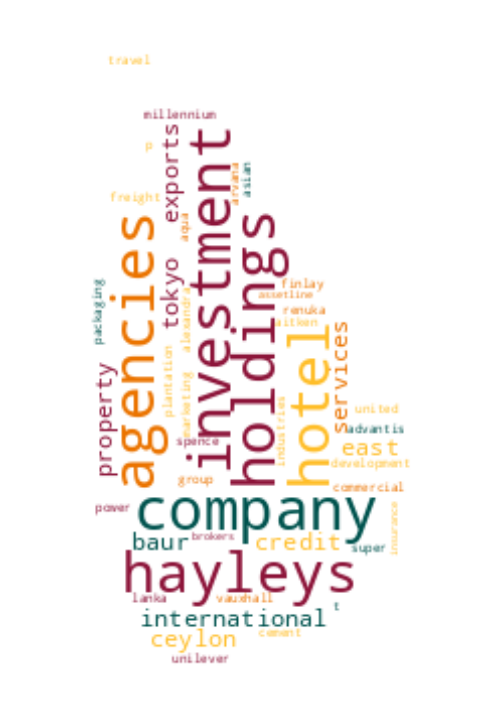 travel
millennium
p
exports
investment
asian
arvana
freight
agencies
aqua
holdings
tokyo
packaging
alexandra
finlay
assetline
renuka
aitken
hotel
services
plantation
property
marketing
industries
united
advantis
spence
east
development
group
commercial
company
power
insurance
baur
brokers
credit
super
hayleys
lanka
vauxhall
t
international
ceylon
cement
unilever